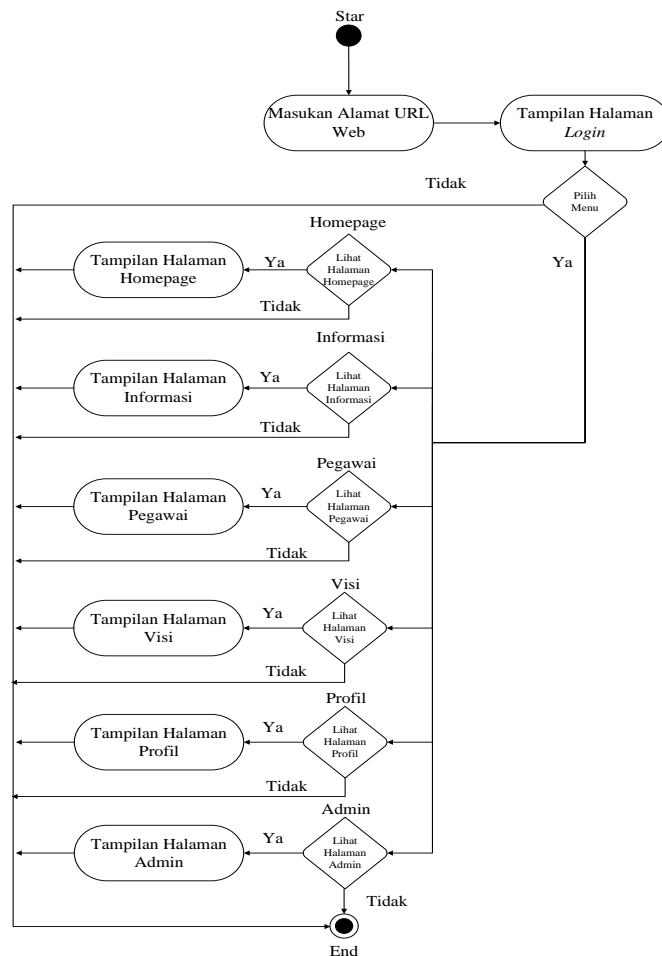 Star
Masukan Alamat URL
Web
Tampilan Halaman
Login
Pilih
Menu
Tidak
Ya
Homepage
Lihat
Halaman
Homepage
Ya
Tampilan Halaman
Homepage
Tidak
Informasi
Lihat
Halaman
Informasi
Ya
Tampilan Halaman
Informasi
Tidak
Pegawai
Lihat
Halaman
Pegawai
Ya
Tampilan Halaman
Pegawai
Tidak
Visi
Lihat
Halaman
Visi
Ya
Tampilan Halaman
Visi
Tidak
Profil
Lihat
Halaman
Profil
Ya
Tampilan Halaman
Profil
Tidak
Admin
Lihat
Halaman
Admin
Ya
Tampilan Halaman
Admin
Tidak
End